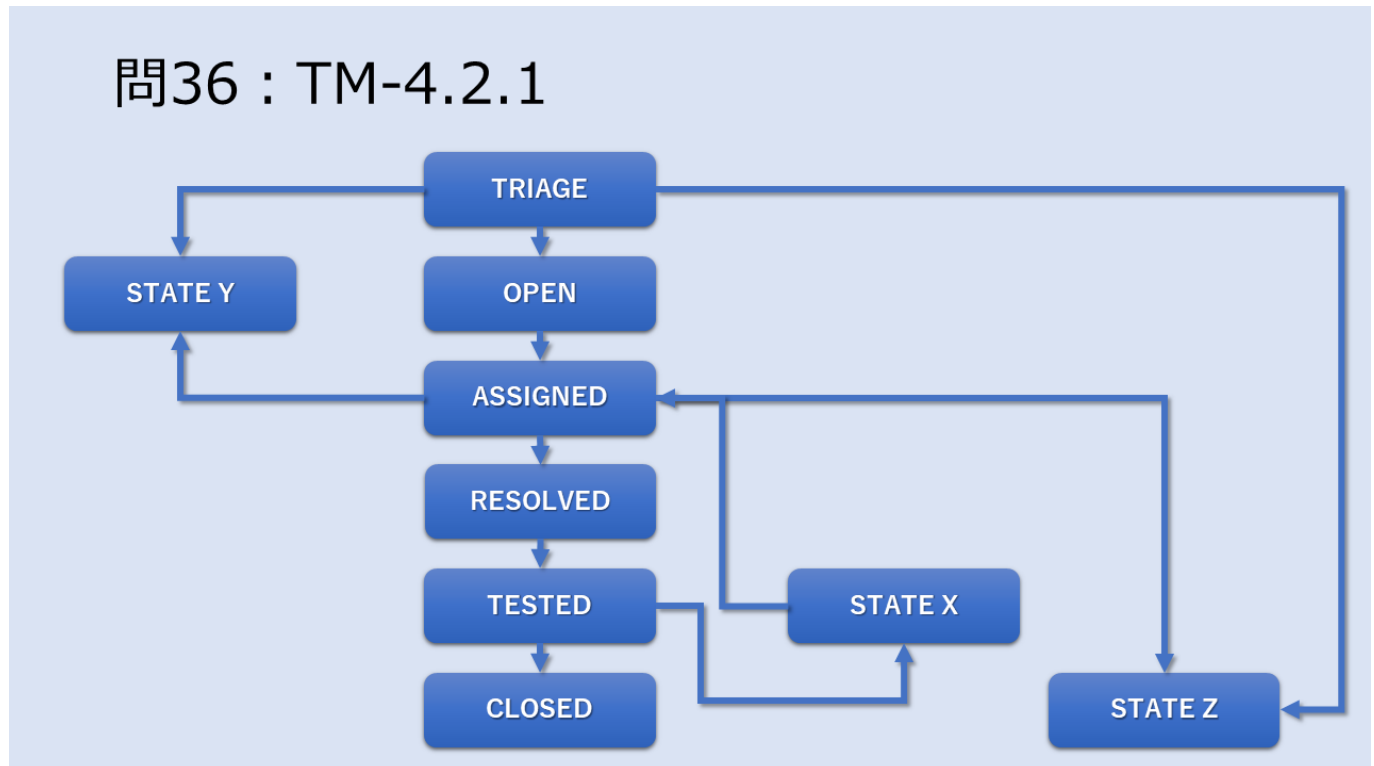 問36：TM-4.2.1
TRIAGE
STATE Y
OPEN
ASSIGNED
RESOLVED
TESTED
STATE X
CLOSED
STATE Z